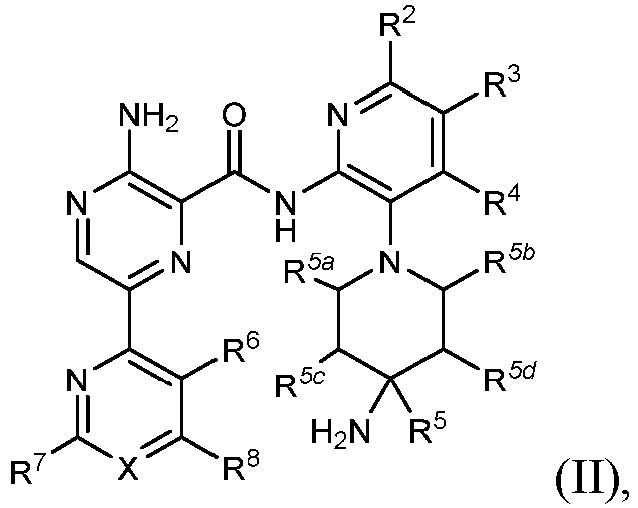 R²
NH₂ O N R³
N N H R⁴
N R⁵ᵃ N R⁵ᵇ
R⁶
N R⁵ᶜ R⁵ᵈ
H₂N R⁵
R⁷ X R⁸
(II),